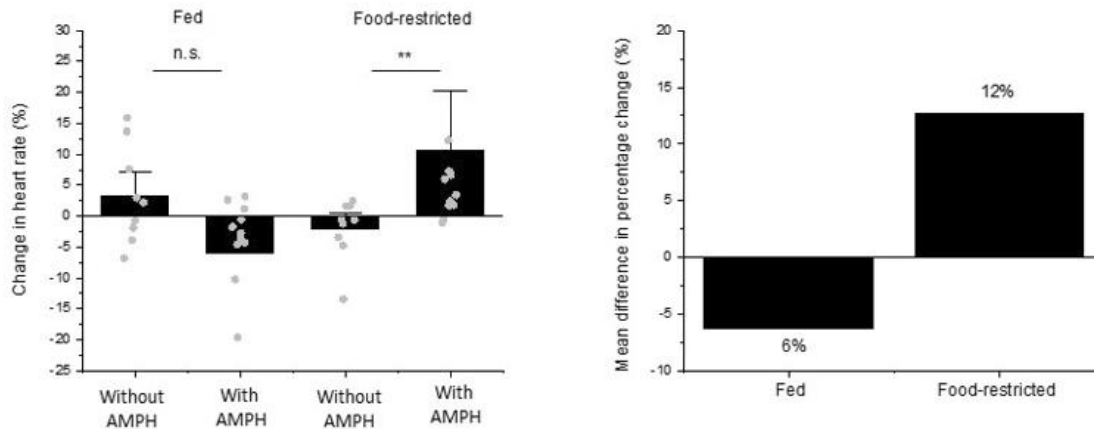 Fed
Food-restricted
n.s.
**
Change in heart rate (%)
30
25
20
15
10
5
0
-5
-10
-15
-20
-25
Without AMPH
With AMPH
Without AMPH
With AMPH
Mean difference in percentage change (%)
20
15
10
5
0
-5
-10
12%
6%
Fed
Food-restricted